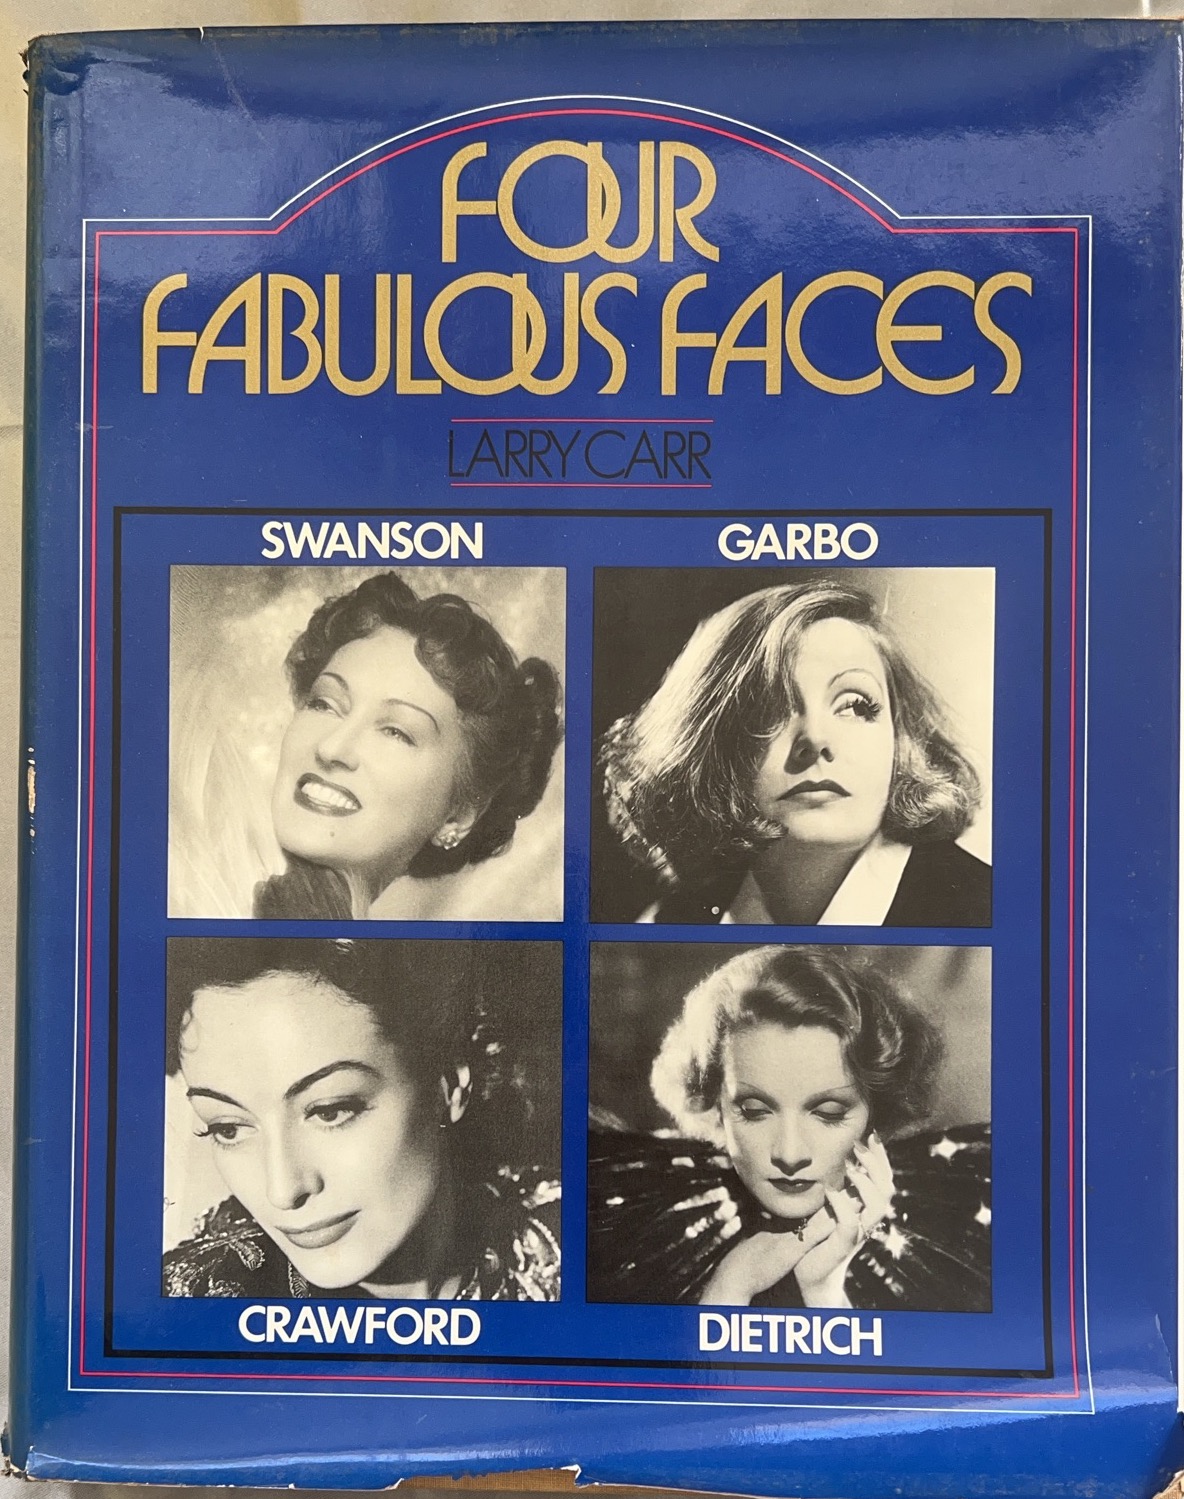 FOUR
FABULOUS FACES
LARRY CARR
SWANSON
GARBO
CRAWFORD
DIETRICH